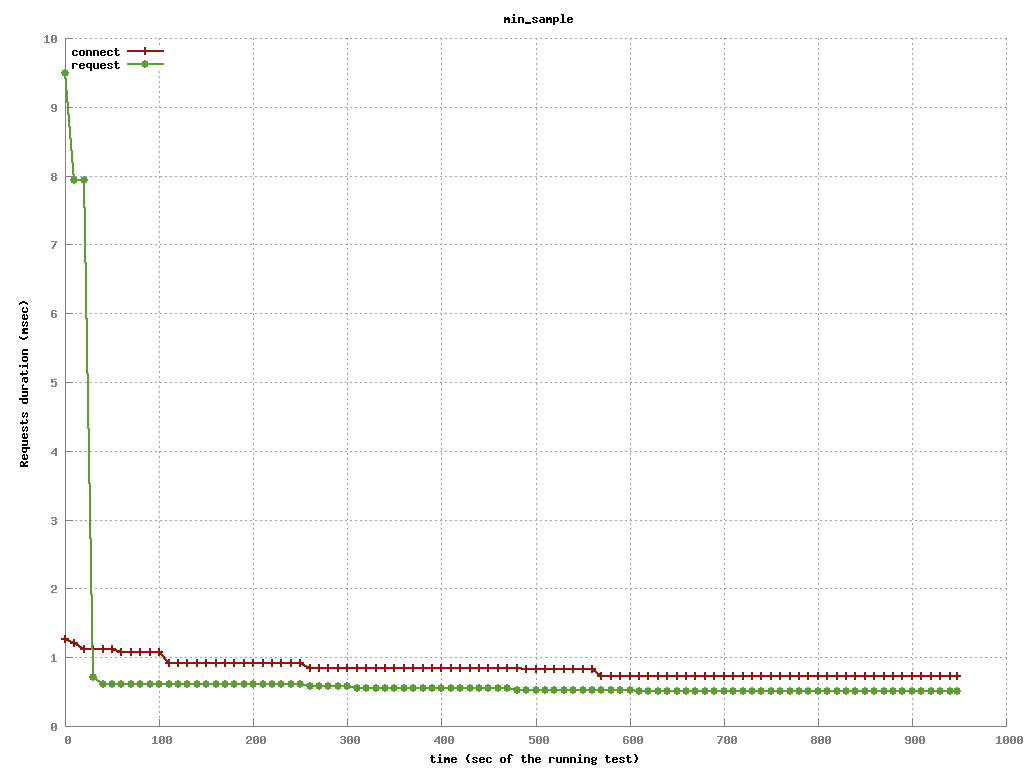 min_sample
connect
request
10
9
8
7
6
5
4
3
2
1
0
Requests duration (msec)
0 100 200 300 400 500 600 700 800 900 1000
time (sec of the running test)